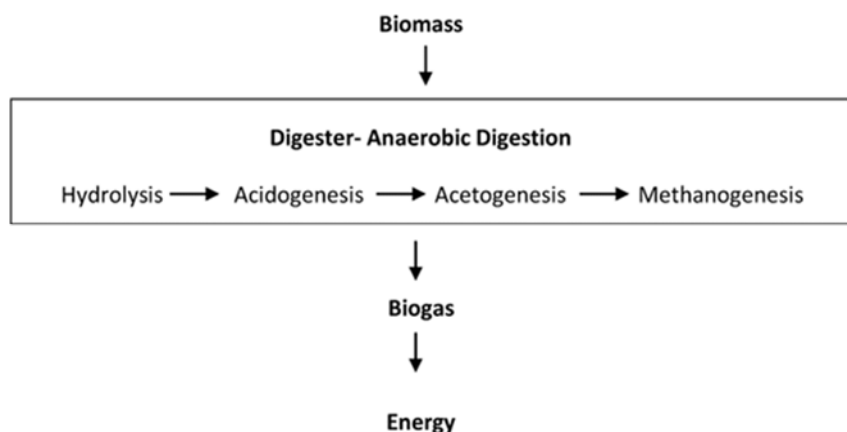 Biomass
Digester- Anaerobic Digestion
Hydrolysis Acidogenesis Acetogenesis Methanogenesis
Biogas
Energy